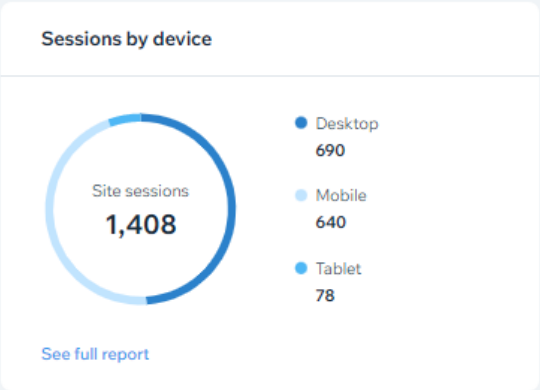 Sessions by device
Site sessions
1,408
Desktop
690
Mobile
640
Tablet
78
See full report